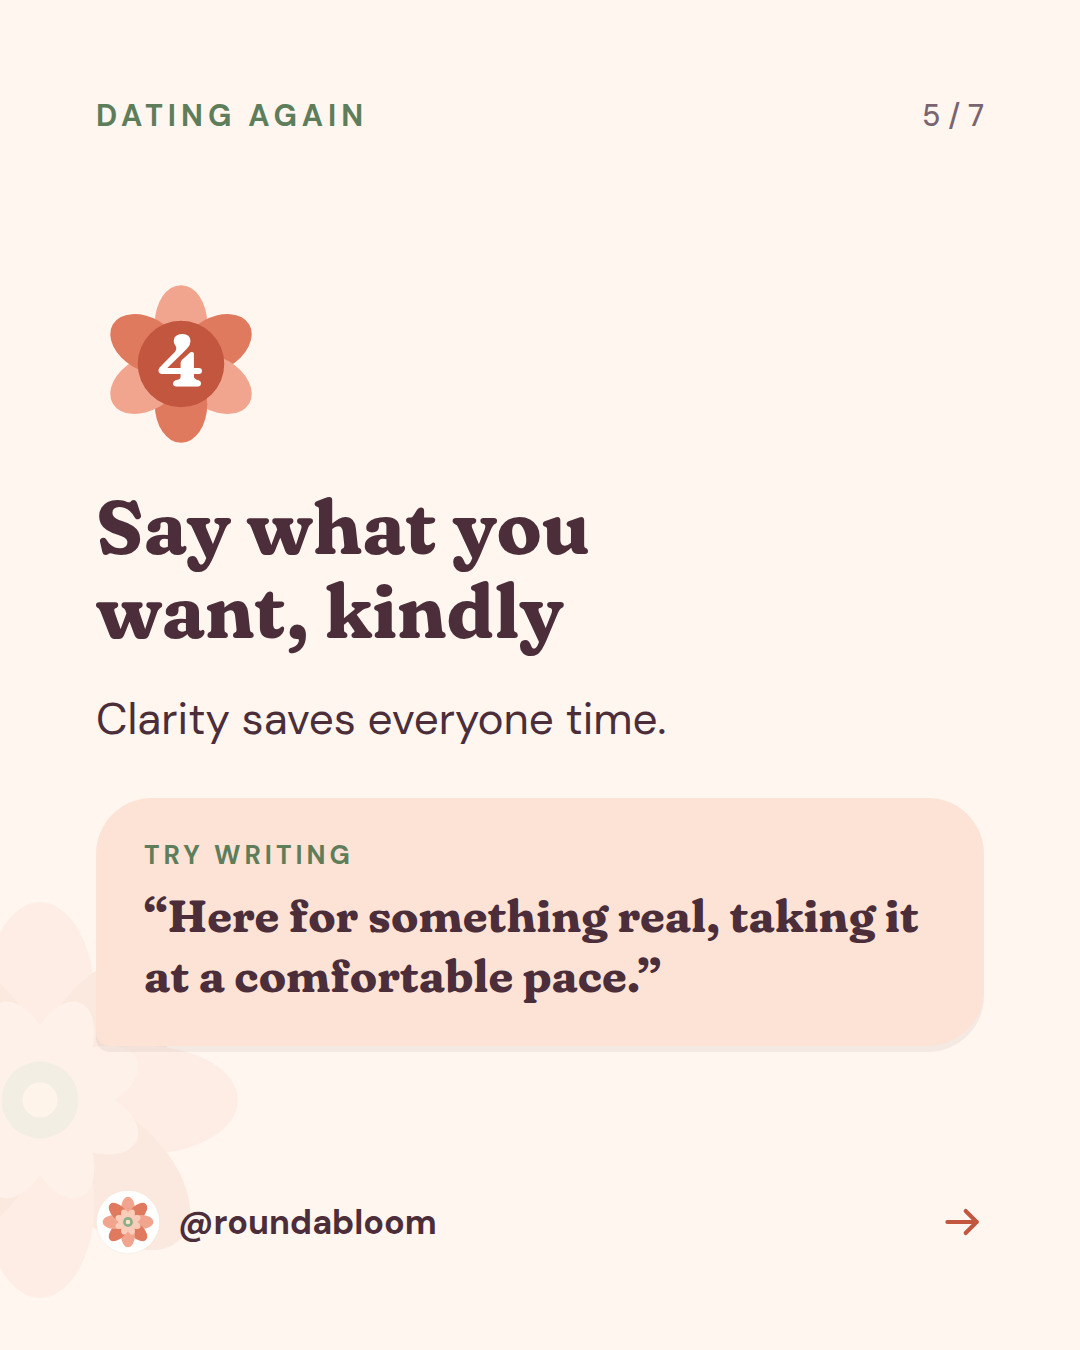 DATING AGAIN
5 / 7
4
Say what you
want, kindly
Clarity saves everyone time.
TRY WRITING
“Here for something real, taking it
at a comfortable pace.”
@roundabloom